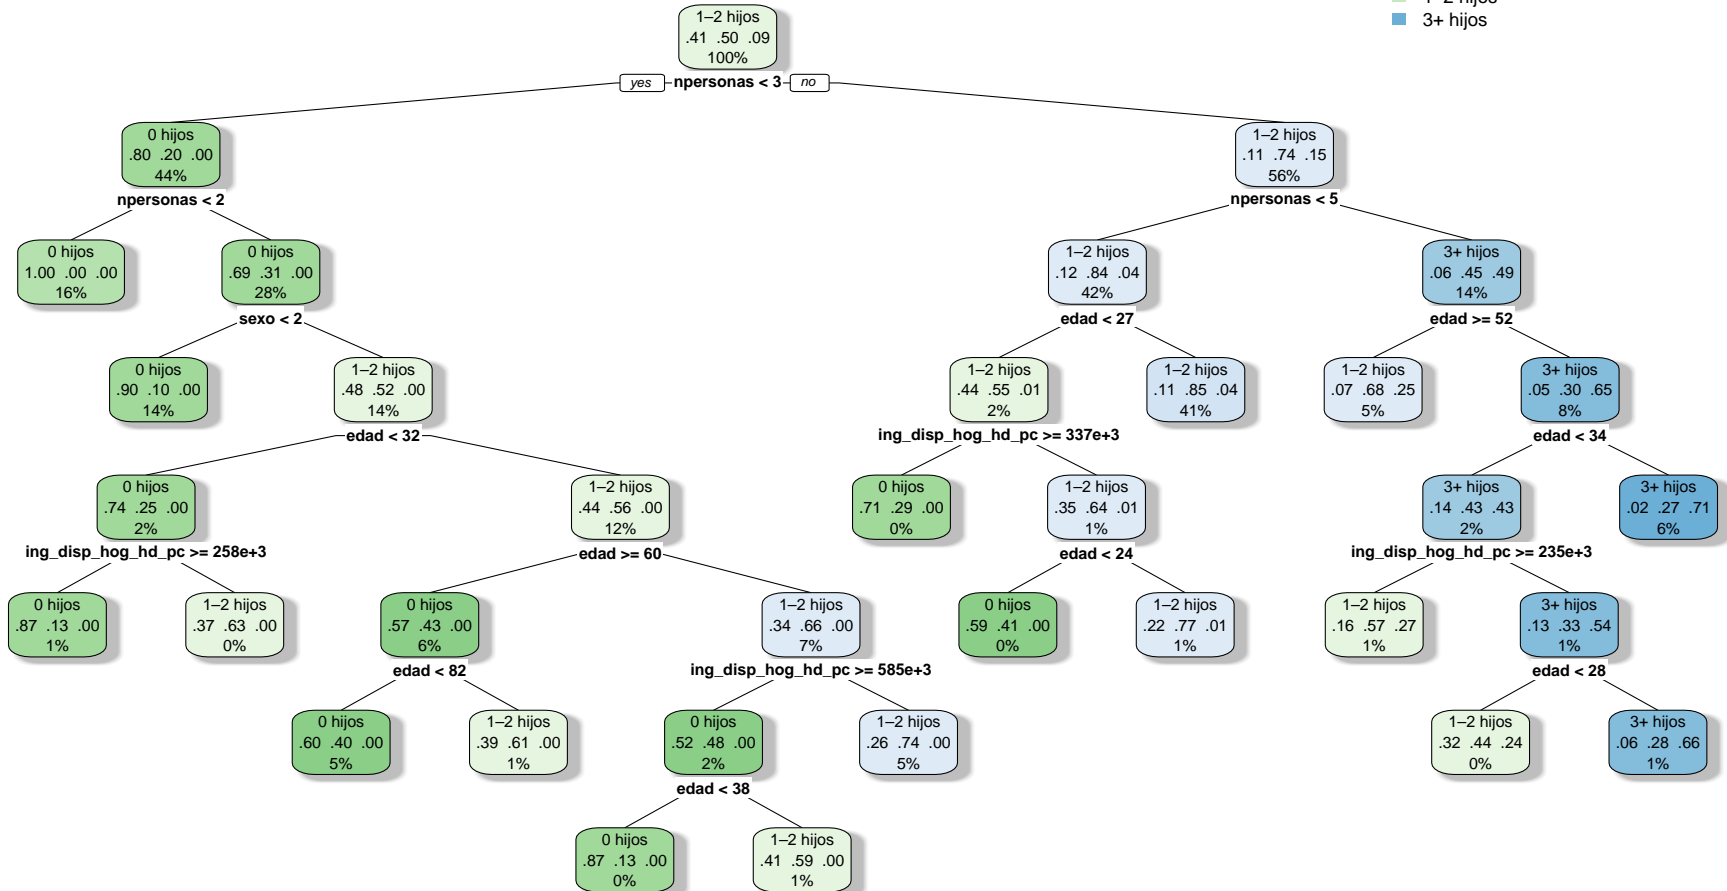 1–2 hijos
3+ hijos
1–2 hijos
.41 .50 .09
100%
yes
npersonas < 3
no
0 hijos
.80 .20 .00
44%
npersonas < 2
1–2 hijos
.11 .74 .15
56%
npersonas < 5
0 hijos
1.00 .00 .00
16%
0 hijos
.69 .31 .00
28%
sexo < 2
1–2 hijos
.12 .84 .04
42%
edad < 27
3+ hijos
.06 .45 .49
14%
edad >= 52
0 hijos
.90 .10 .00
14%
1–2 hijos
.48 .52 .00
14%
edad < 32
1–2 hijos
.44 .55 .01
2%
ing_disp_hog_hd_pc >= 337e+3
1–2 hijos
.11 .85 .04
41%
1–2 hijos
.07 .68 .25
5%
3+ hijos
.05 .30 .65
8%
edad < 34
0 hijos
.74 .25 .00
2%
ing_disp_hog_hd_pc >= 258e+3
1–2 hijos
.44 .56 .00
12%
edad >= 60
0 hijos
.71 .29 .00
0%
1–2 hijos
.35 .64 .01
1%
edad < 24
3+ hijos
.14 .43 .43
2%
ing_disp_hog_hd_pc >= 235e+3
3+ hijos
.02 .27 .71
6%
0 hijos
.87 .13 .00
1%
1–2 hijos
.37 .63 .00
0%
0 hijos
.57 .43 .00
6%
edad < 82
1–2 hijos
.34 .66 .00
7%
ing_disp_hog_hd_pc >= 585e+3
0 hijos
.59 .41 .00
0%
1–2 hijos
.22 .77 .01
1%
1–2 hijos
.16 .57 .27
1%
3+ hijos
.13 .33 .54
1%
edad < 28
0 hijos
.60 .40 .00
5%
1–2 hijos
.39 .61 .00
1%
0 hijos
.52 .48 .00
2%
edad < 38
1–2 hijos
.26 .74 .00
5%
1–2 hijos
.32 .44 .24
0%
3+ hijos
.06 .28 .66
1%
0 hijos
.87 .13 .00
0%
1–2 hijos
.41 .59 .00
1%